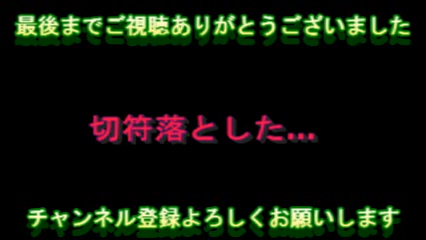 最後までご視聴ありがとうございました
切符落とした...
チャンネル登録よろしくお願いします